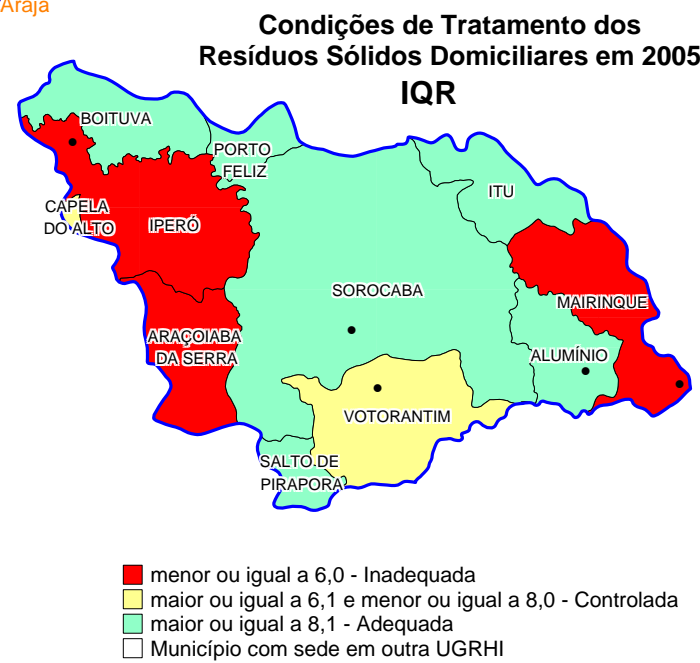 Arajá
Condições de Tratamento dos
Resíduos Sólidos Domiciliares em 2005
IQR
BOITUVA
PORTO
FELIZ
ITU
CAPELA
DO ALTO
IPERÓ
SOROCABA
MAIRINQUE
ARAÇOIABA
DA SERRA
ALUMÍNIO
VOTORANTIM
SALTO DE
PIRAPORA
menor ou igual a 6,0 - Inadequada
maior ou igual a 6,1 e menor ou igual a 8,0 - Controlada
maior ou igual a 8,1 - Adequada
Município com sede em outra UGRHI